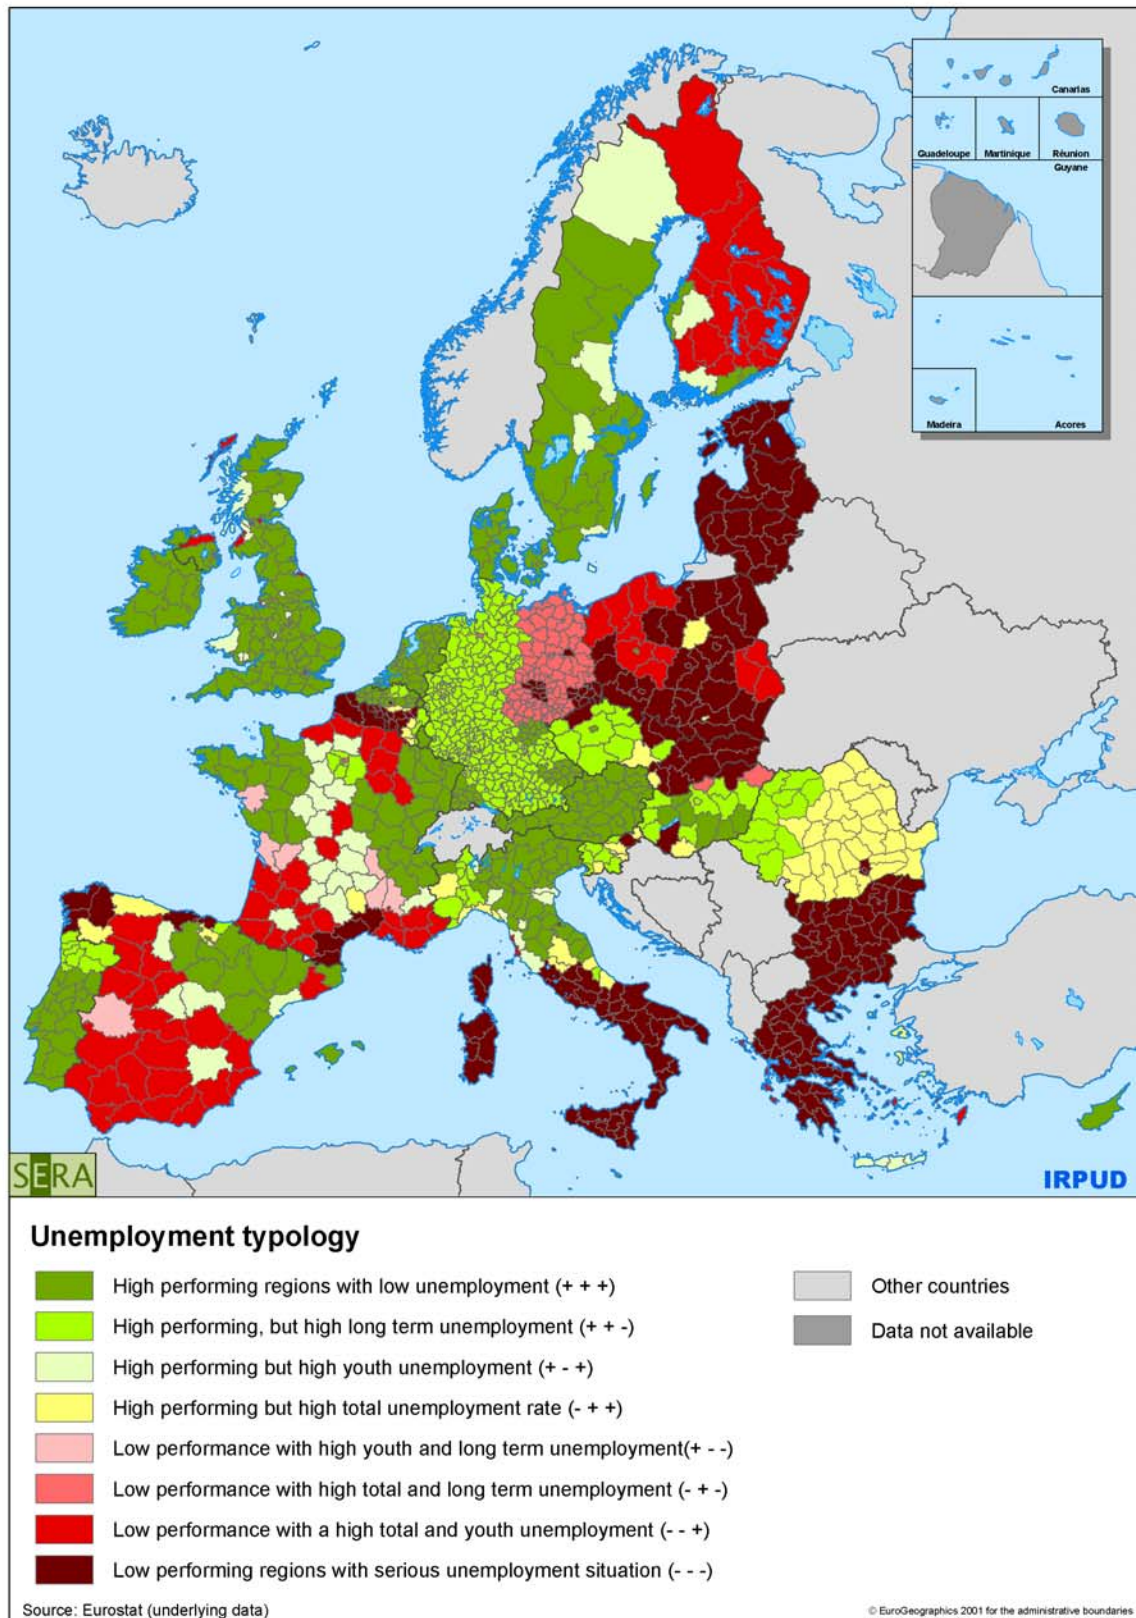 Canarias
Guadeloupe
Martinique
Réunion
Guyane
Madeira
Acores
SERA
IRPUD
Unemployment typology
High performing regions with low unemployment (+ + +)
High performing, but high long term unemployment (+ + -)
High performing but high youth unemployment (+ - +)
High performing but high total unemployment rate (- + +)
Low performance with high youth and long term unemployment(+ - -)
Low performance with high total and long term unemployment (- + -)
Low performance with a high total and youth unemployment (- - +)
Low performing regions with serious unemployment situation (- - -)
Other countries
Data not available
Source: Eurostat (underlying data)
© EuroGeographics 2001 for the administrative boundaries